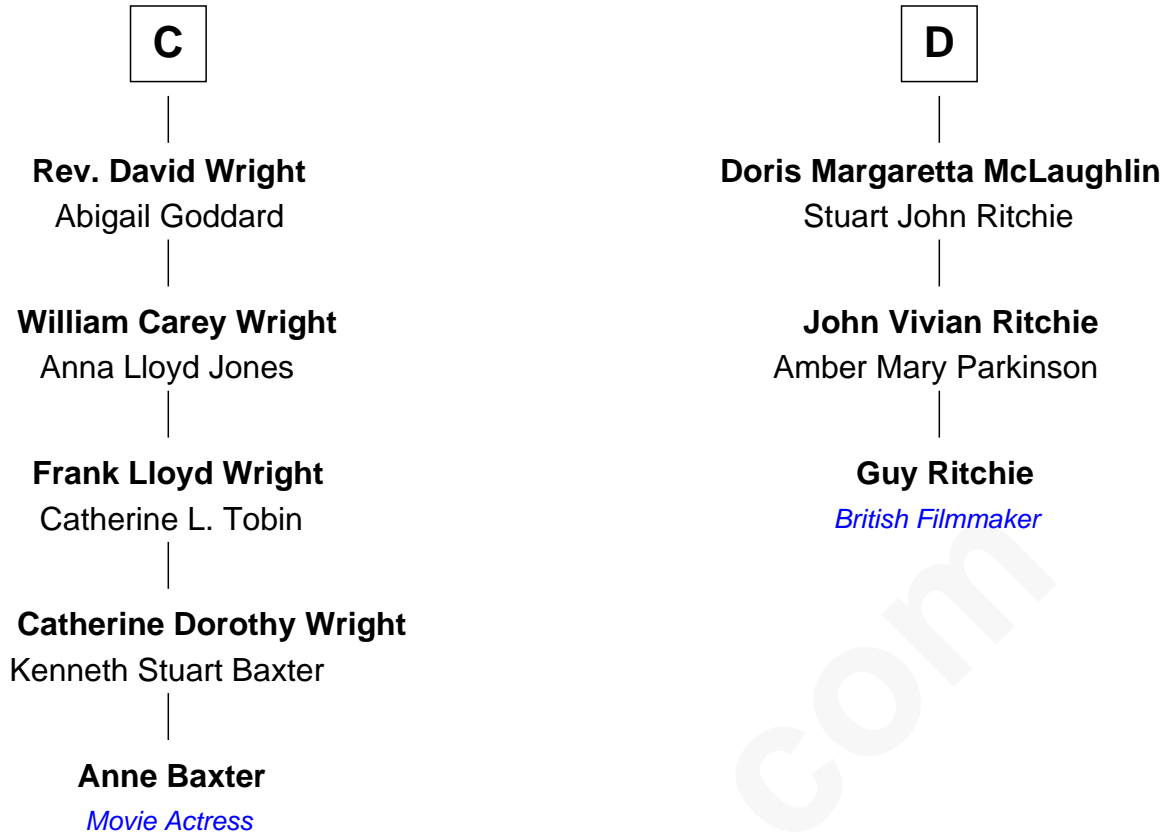 C
Rev. David Wright
Abigail Goddard
William Carey Wright
Anna Lloyd Jones
Frank Lloyd Wright
Catherine L. Tobin
Catherine Dorothy Wright
Kenneth Stuart Baxter
Anne Baxter
Movie Actress
D
Doris Margaretta McLaughlin
Stuart John Ritchie
John Vivian Ritchie
Amber Mary Parkinson
Guy Ritchie
British Filmmaker
com